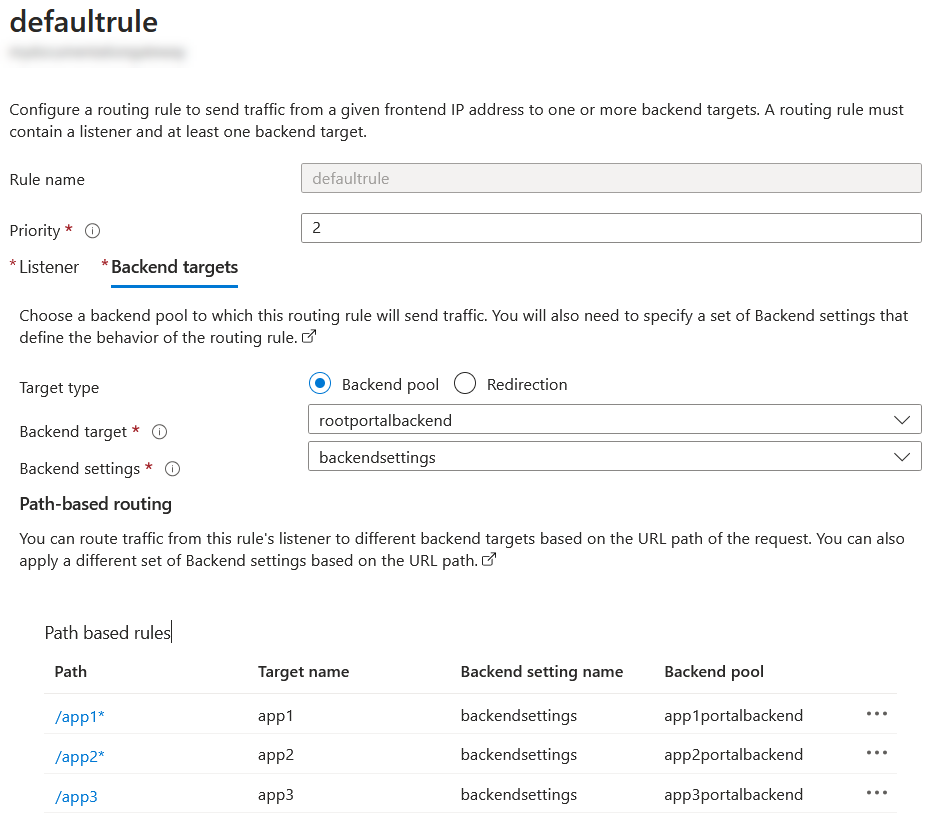 defaultrule
Configure a routing rule to send traffic from a given frontend IP address to one or more backend targets. A routing rule must
contain a listener and at least one backend target.
Rule name defaultrule
Priority * 2
* Listener * Backend targets
Choose a backend pool to which this routing rule will send traffic. You will also need to specify a set of Backend settings that
define the behavior of the routing rule.
Target type Backend pool Redirection
Backend target * rootportalbackend
Backend settings * backendsettings
Path-based routing
You can route traffic from this rule's listener to different backend targets based on the URL path of the request. You can also
apply a different set of Backend settings based on the URL path.
Path based rules
Path Target name Backend setting name Backend pool
/app1* app1 backendsettings app1portalbackend
/app2* app2 backendsettings app2portalbackend
/app3 app3 backendsettings app3portalbackend